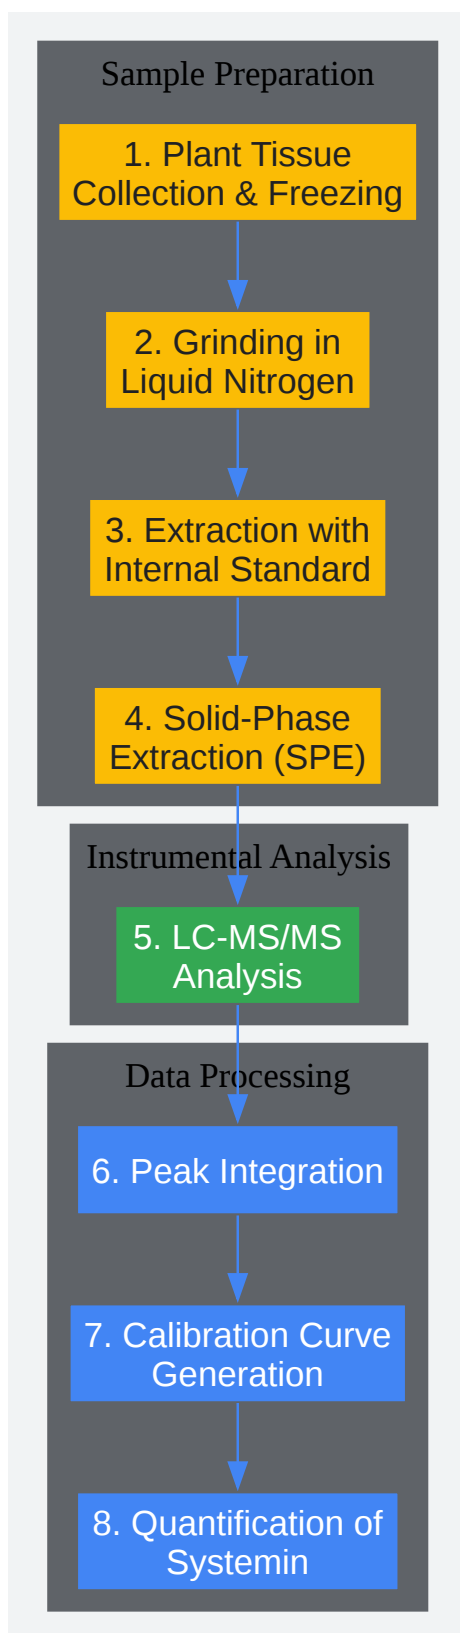 Sample Preparation
1. Plant Tissue
Collection & Freezing
2. Grinding in
Liquid Nitrogen
3. Extraction with
Internal Standard
4. Solid-Phase
Extraction (SPE)
Instrumental Analysis
5. LC-MS/MS
Analysis
Data Processing
6. Peak Integration
7. Calibration Curve
Generation
8. Quantification of
Systemin